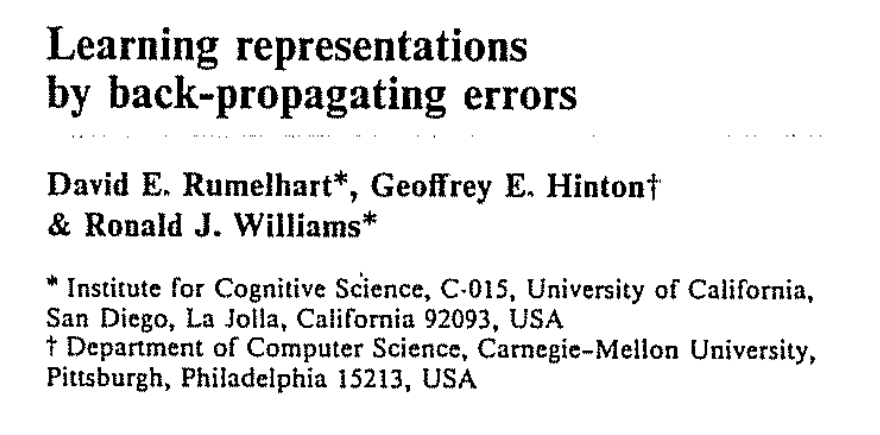 Learning representations
by back-propagating errors
David E. Rumelhart*, Geoffrey E. Hinton†
& Ronald J. Williams*
* Institute for Cognitive Science, C-015, University of California,
San Diego, La Jolla, California 92093, USA
† Department of Computer Science, Carnegie-Mellon University,
Pittsburgh, Philadelphia 15213, USA